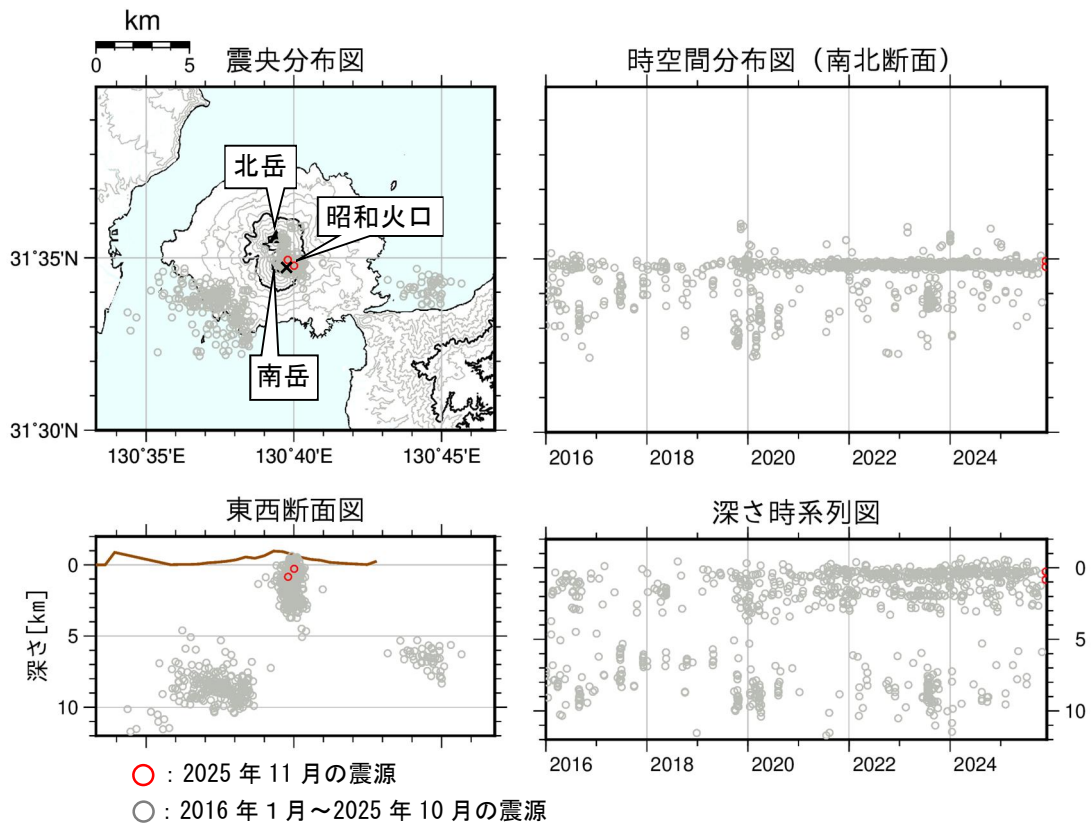 km
0 5
震央分布図
北岳
昭和火口
南岳
31˚35'N
31˚30'N
130˚35'E 130˚40'E 130˚45'E
時空間分布図（南北断面）
2016 2018 2020 2022 2024
東西断面図
深さ[km]
0
5
10
深さ時系列図
0
5
10
2016 2018 2020 2022 2024
：2025 年 11 月の震源
：2016 年 1 月～2025 年 10 月の震源